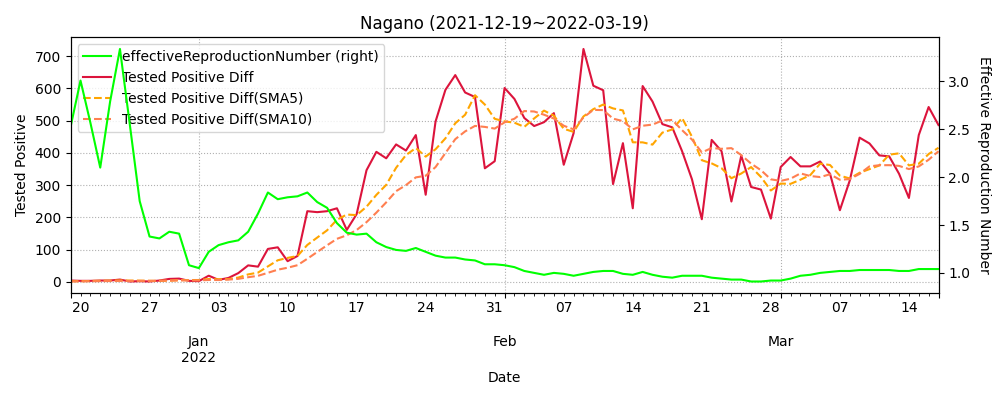 Nagano (2021-12-19~2022-03-19)
effectiveReproductionNumber (right)
Tested Positive Diff
Tested Positive Diff(SMA5)
Tested Positive Diff(SMA10)
Tested Positive
700
600
500
400
300
200
100
0
3.0
2.5
2.0
1.5
1.0
Effective Reproduction Number
20 27 03 10 17 24 31 07 14 21 28 07 14
Jan Feb Mar
2022
Date